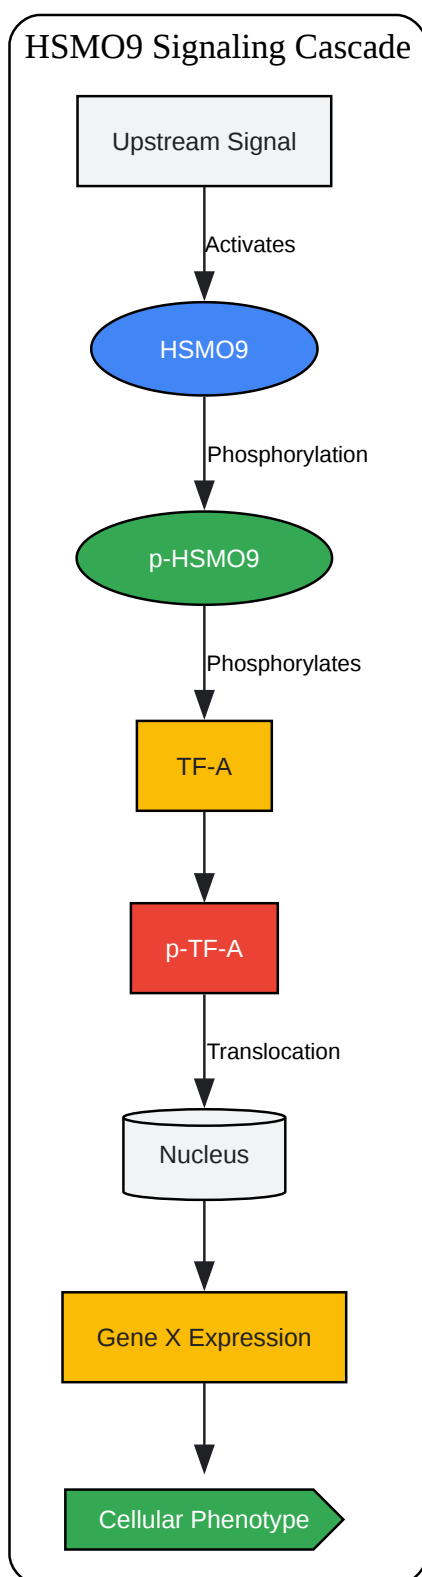 HSMO9 Signaling Cascade
Upstream Signal
Activates
HSMO9
Phosphorylation
p-HSMO9
Phosphorylates
TF-A
p-TF-A
Translocation
Nucleus
Gene X Expression
Cellular Phenotype